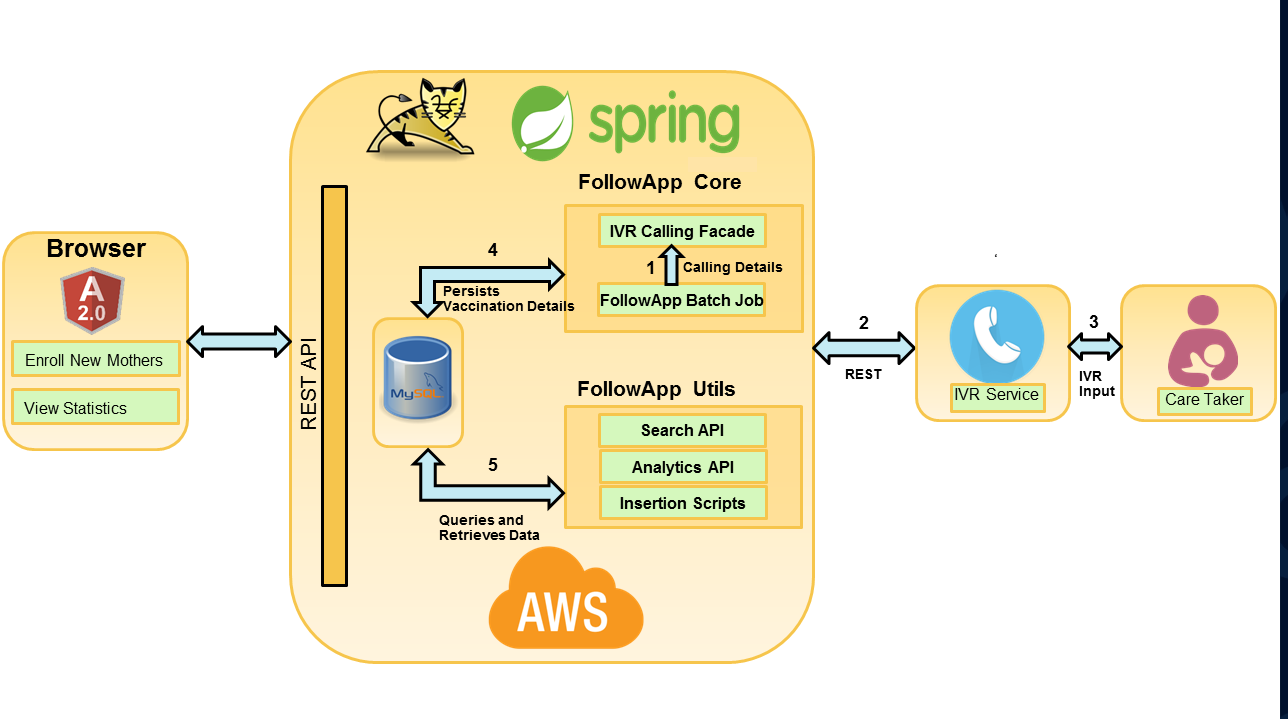 spring
FollowApp Core
IVR Calling Facade
1
Calling Details
FollowApp Batch Job
4
Persists
Vaccination Details
Browser
A
2.0
Enroll New Mothers
View Statistics
REST API
MySQL
2
REST
IVR Service
3
IVR
Input
Care Taker
FollowApp Utils
Search API
Analytics API
Insertion Scripts
5
Queries and
Retrieves Data
AWS